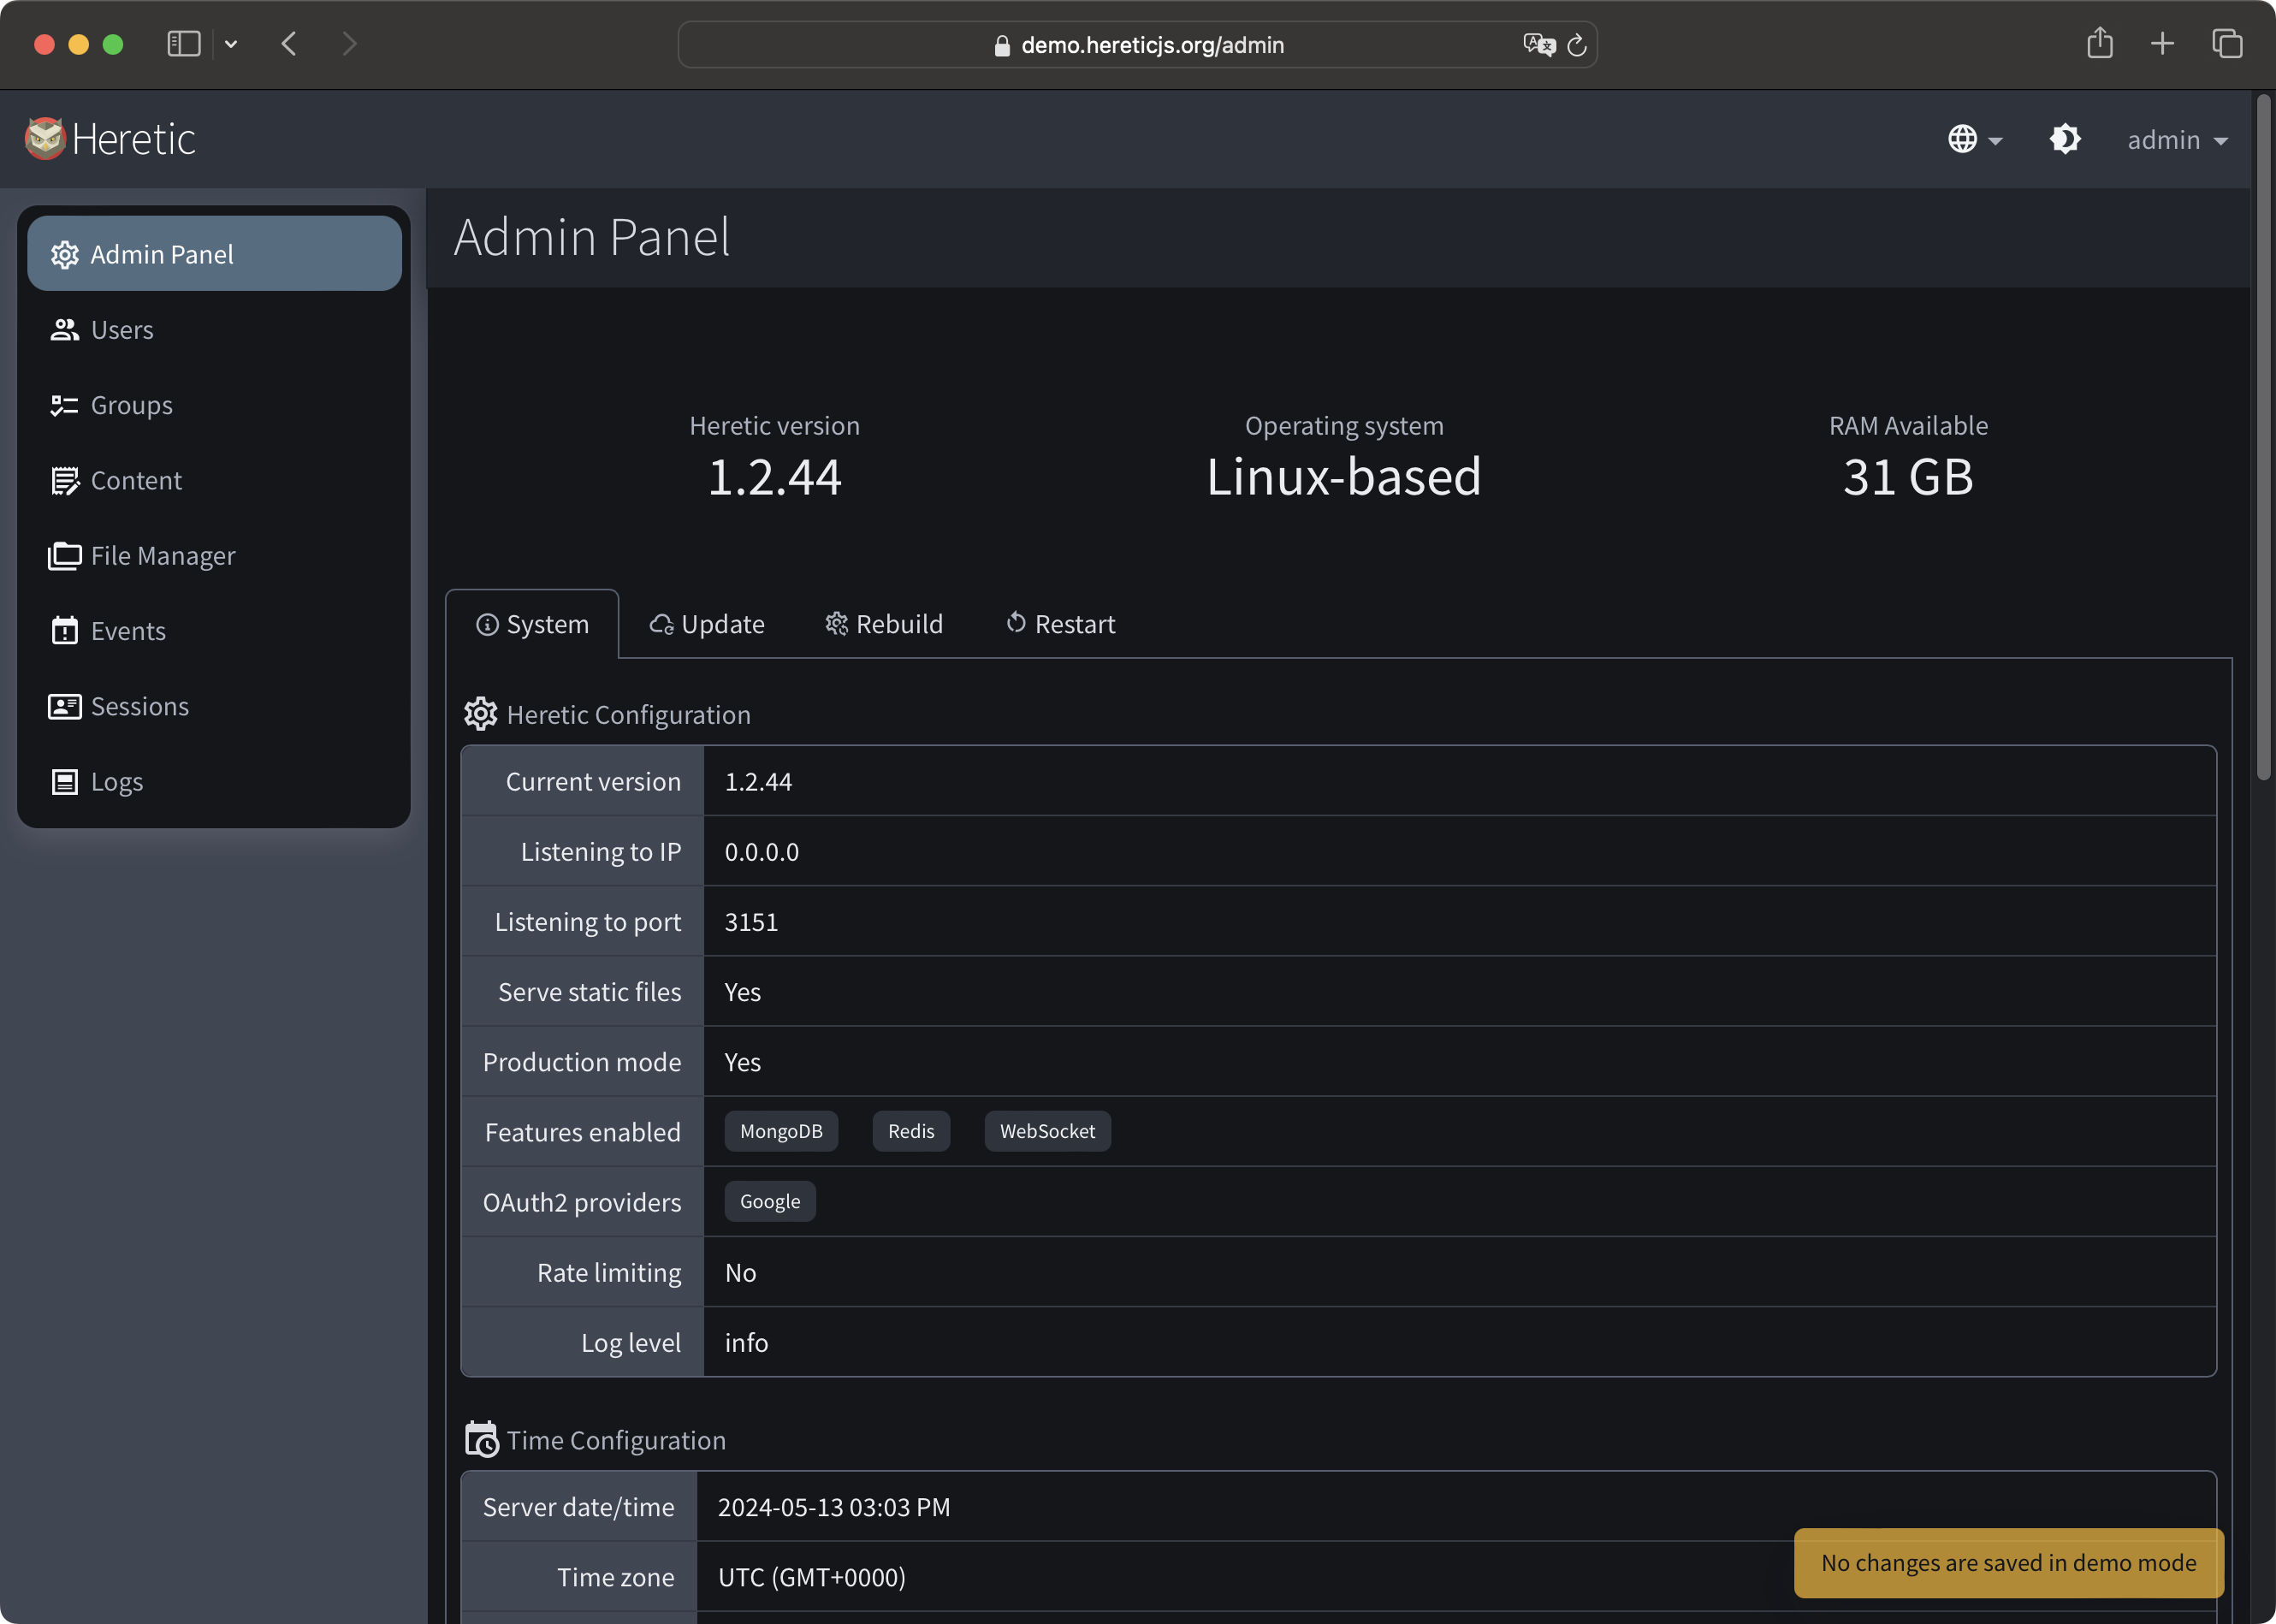 demo.hereticjs.org/admin
Heretic
admin
Admin Panel
Users
Groups
Content
File Manager
Events
Sessions
Logs
Admin Panel
Heretic version
1.2.44
Operating system
Linux-based
RAM Available
31 GB
System Update Rebuild Restart
Heretic Configuration
Current version 1.2.44
Listening to IP 0.0.0.0
Listening to port 3151
Serve static files Yes
Production mode Yes
Features enabled MongoDB Redis WebSocket
OAuth2 providers Google
Rate limiting No
Log level info
Time Configuration
Server date/time 2024-05-13 03:03 PM
Time zone UTC (GMT+0000)
No changes are saved in demo mode